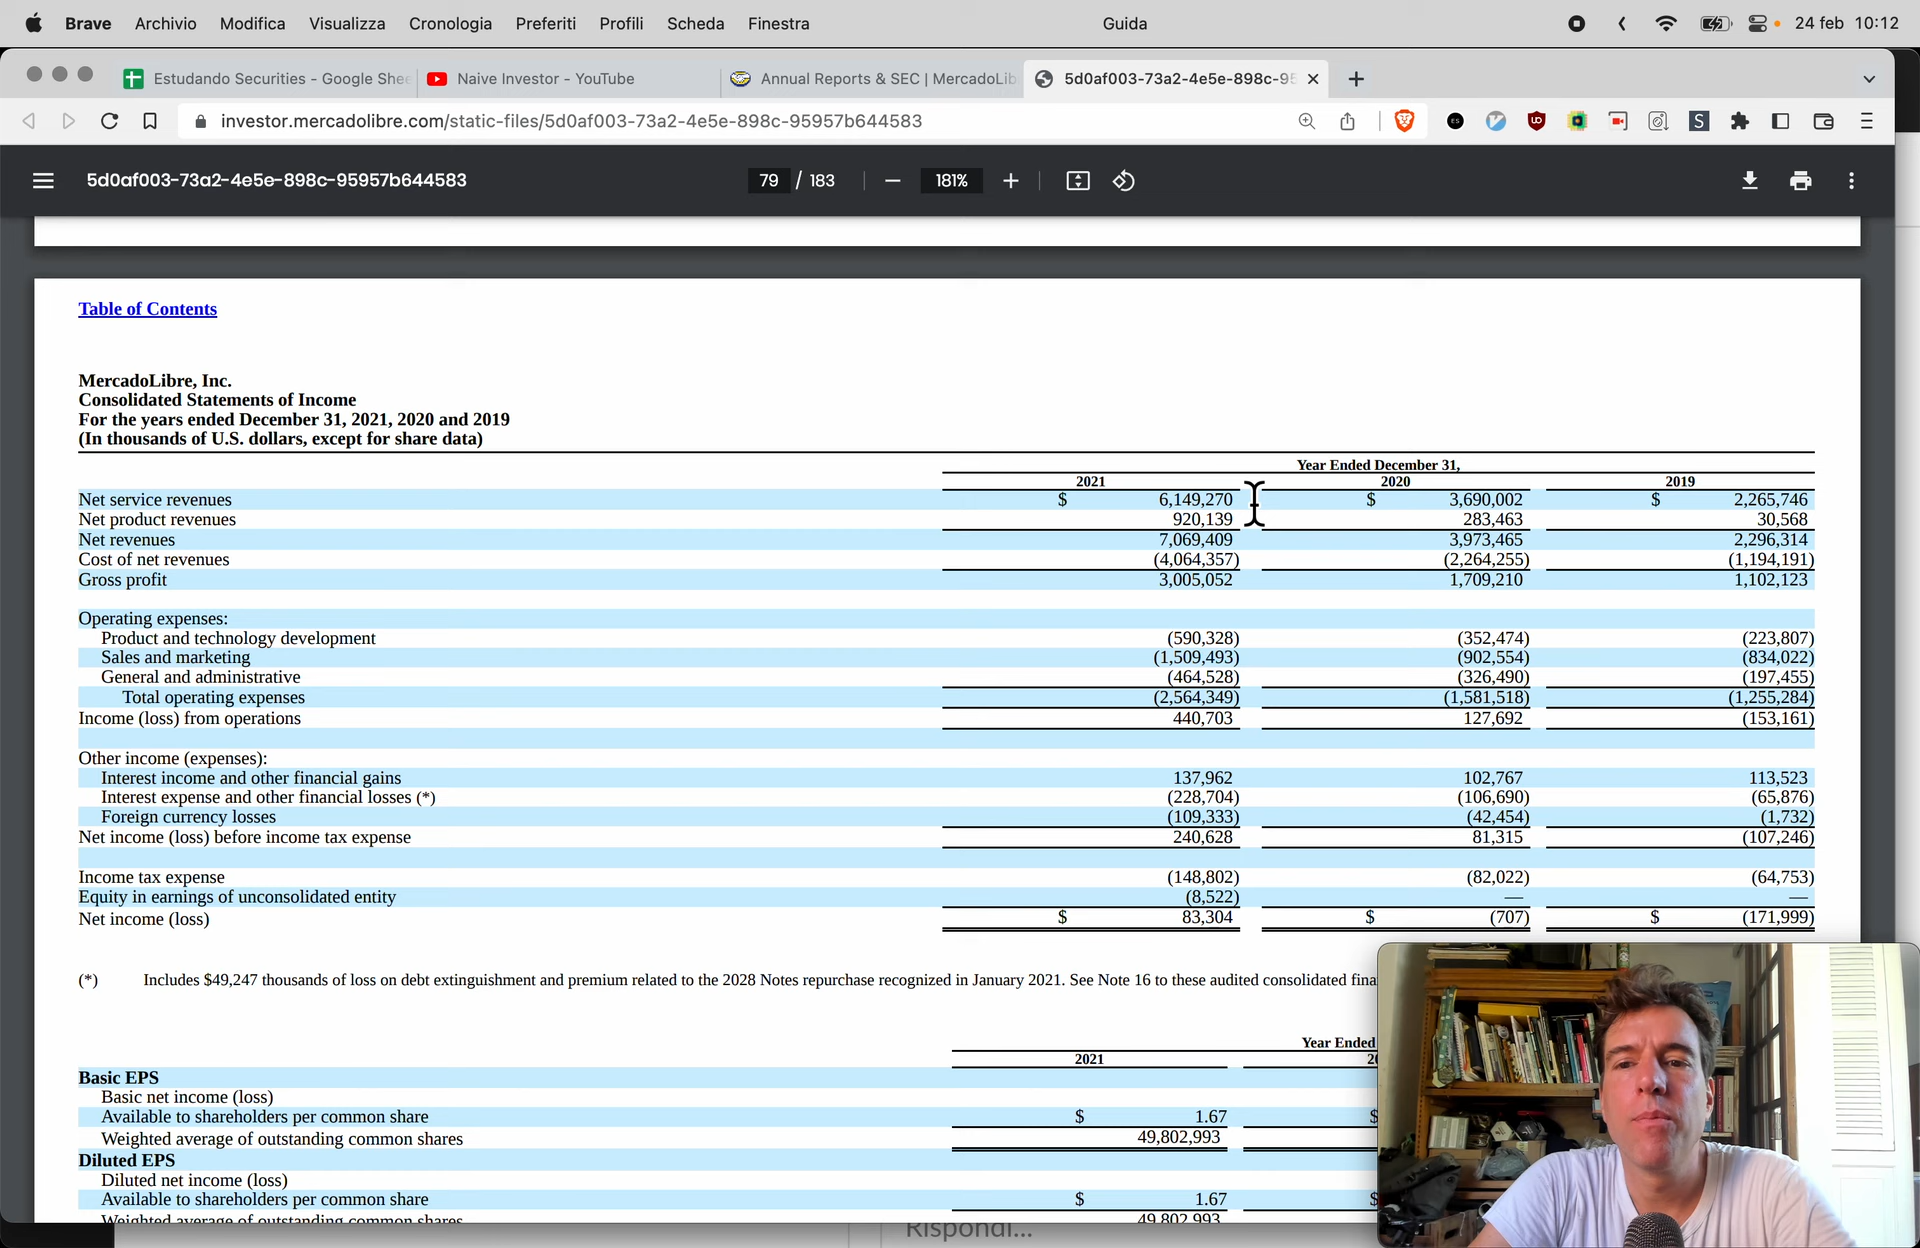 Brave Archivio Modifica Visualizza Cronologia Preferiti Profili Scheda Finestra Guida 24 feb 10:12
Estudando Securities - Google Shee Naive Investor - YouTube Annual Reports & SEC | MercadoLib 5d0af003-73a2-4e5e-898c-95
investor.mercadolibre.com/static-files/5d0af003-73a2-4e5e-898c-95957b644583
5d0af003-73a2-4e5e-898c-95957b644583 79 / 183 181%
Table of Contents
MercadoLibre, Inc.
Consolidated Statements of Income
For the years ended December 31, 2021, 2020 and 2019
(In thousands of U.S. dollars, except for share data)
Year Ended December 31,
2021 2020 2019
Net service revenues $ 6,149,270 $ 3,690,002 $ 2,265,746
Net product revenues 920,139 283,463 30,568
Net revenues 7,069,409 3,973,465 2,296,314
Cost of net revenues (4,064,357) (2,264,255) (1,194,191)
Gross profit 3,005,052 1,709,210 1,102,123
Operating expenses:
Product and technology development (590,328) (352,474) (223,807)
Sales and marketing (1,509,493) (902,554) (834,022)
General and administrative (464,528) (326,490) (197,455)
Total operating expenses (2,564,349) (1,581,518) (1,255,284)
Income (loss) from operations 440,703 127,692 (153,161)
Other income (expenses):
Interest income and other financial gains 137,962 102,767 113,523
Interest expense and other financial losses (*) (228,704) (106,690) (65,876)
Foreign currency losses (109,333) (42,454) (1,732)
Net income (loss) before income tax expense 240,628 81,315 (107,246)
Income tax expense (148,802) (82,022) (64,753)
Equity in earnings of unconsolidated entity (8,522) — —
Net income (loss) $ 83,304 $ (707) $ (171,999)
(*) Includes $49,247 thousands of loss on debt extinguishment and premium related to the 2028 Notes repurchase recognized in January 2021. See Note 16 to these audited consolidated fina
Year Ended
2021 20
Basic EPS
Basic net income (loss)
Available to shareholders per common share $ 1.67 $
Weighted average of outstanding common shares 49,802,993
Diluted EPS
Diluted net income (loss)
Available to shareholders per common share $ 1.67 $
Weighted average of outstanding common shares 49,802,993
Rispondi...